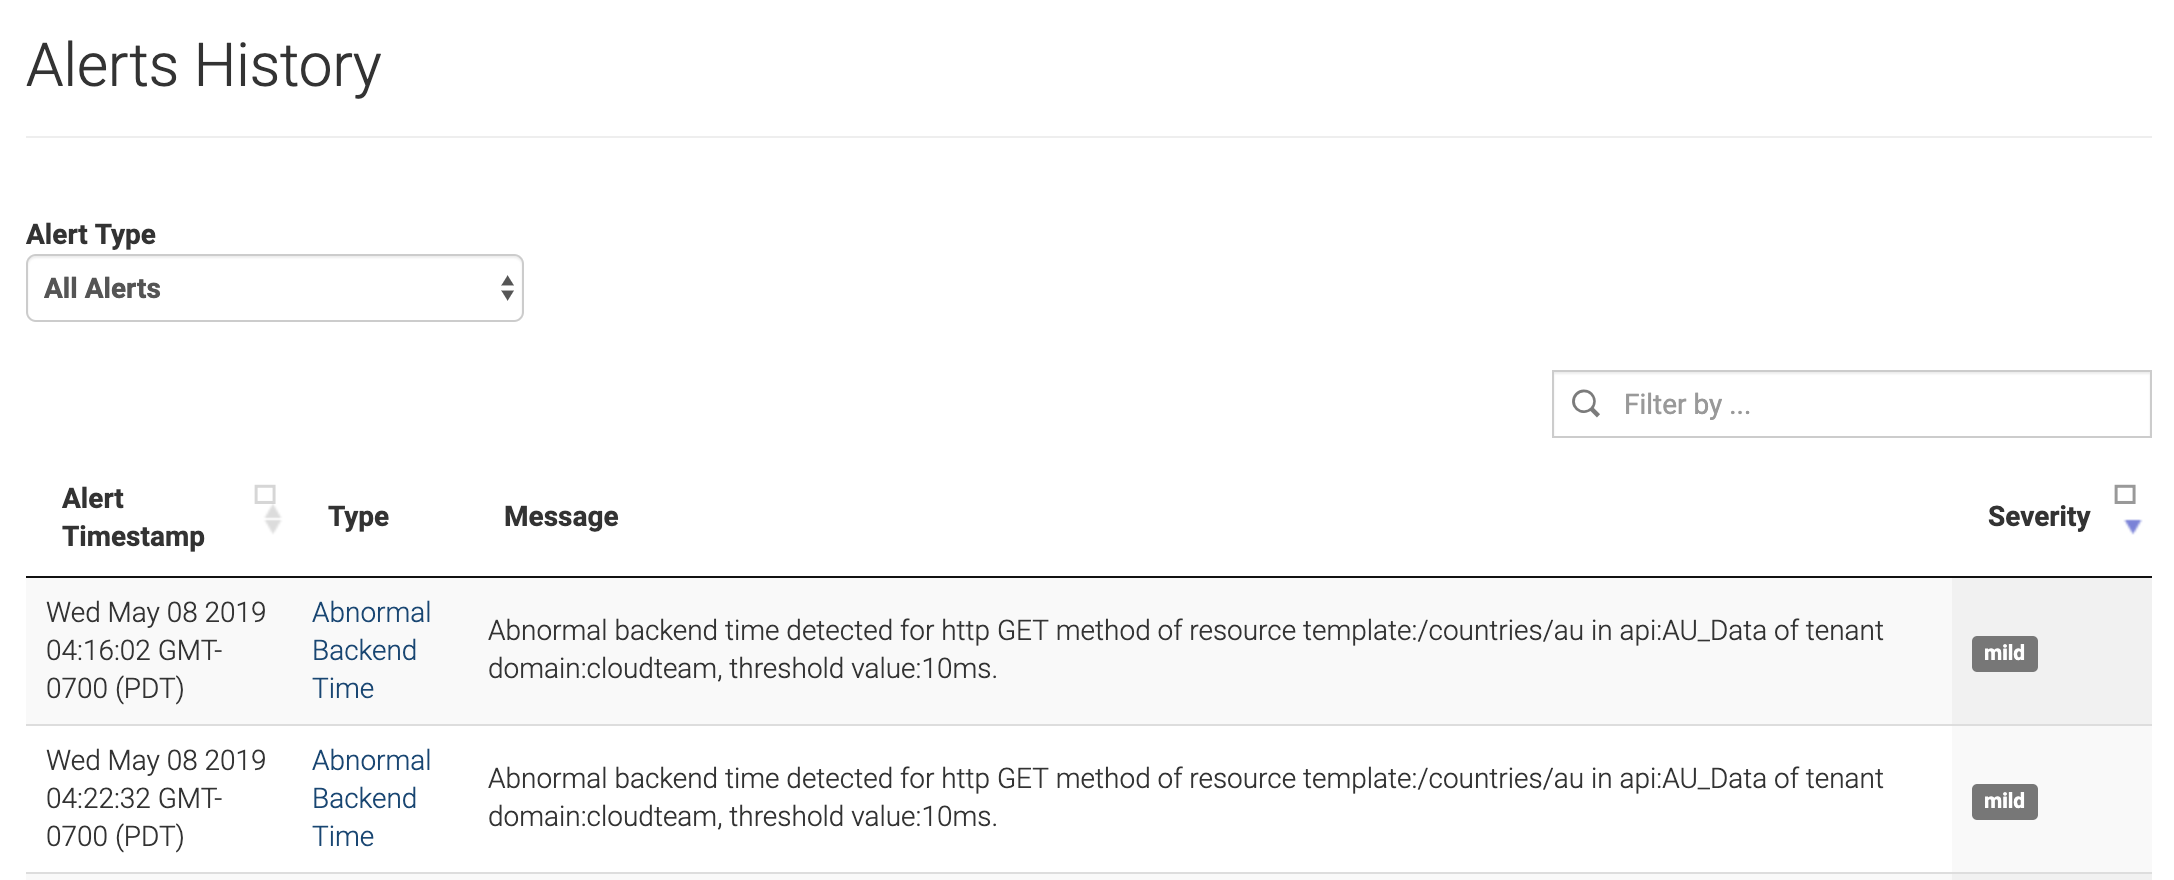 Alerts History
Alert Type
All Alerts
Filter by ...
Alert
Timestamp
Type
Message
Severity
Wed May 08 2019
04:16:02 GMT-
0700 (PDT)
Abnormal
Backend
Time
Abnormal backend time detected for http GET method of resource template:/countries/au in api:AU_Data of tenant
domain:cloudteam, threshold value:10ms.
mild
Wed May 08 2019
04:22:32 GMT-
0700 (PDT)
Abnormal
Backend
Time
Abnormal backend time detected for http GET method of resource template:/countries/au in api:AU_Data of tenant
domain:cloudteam, threshold value:10ms.
mild